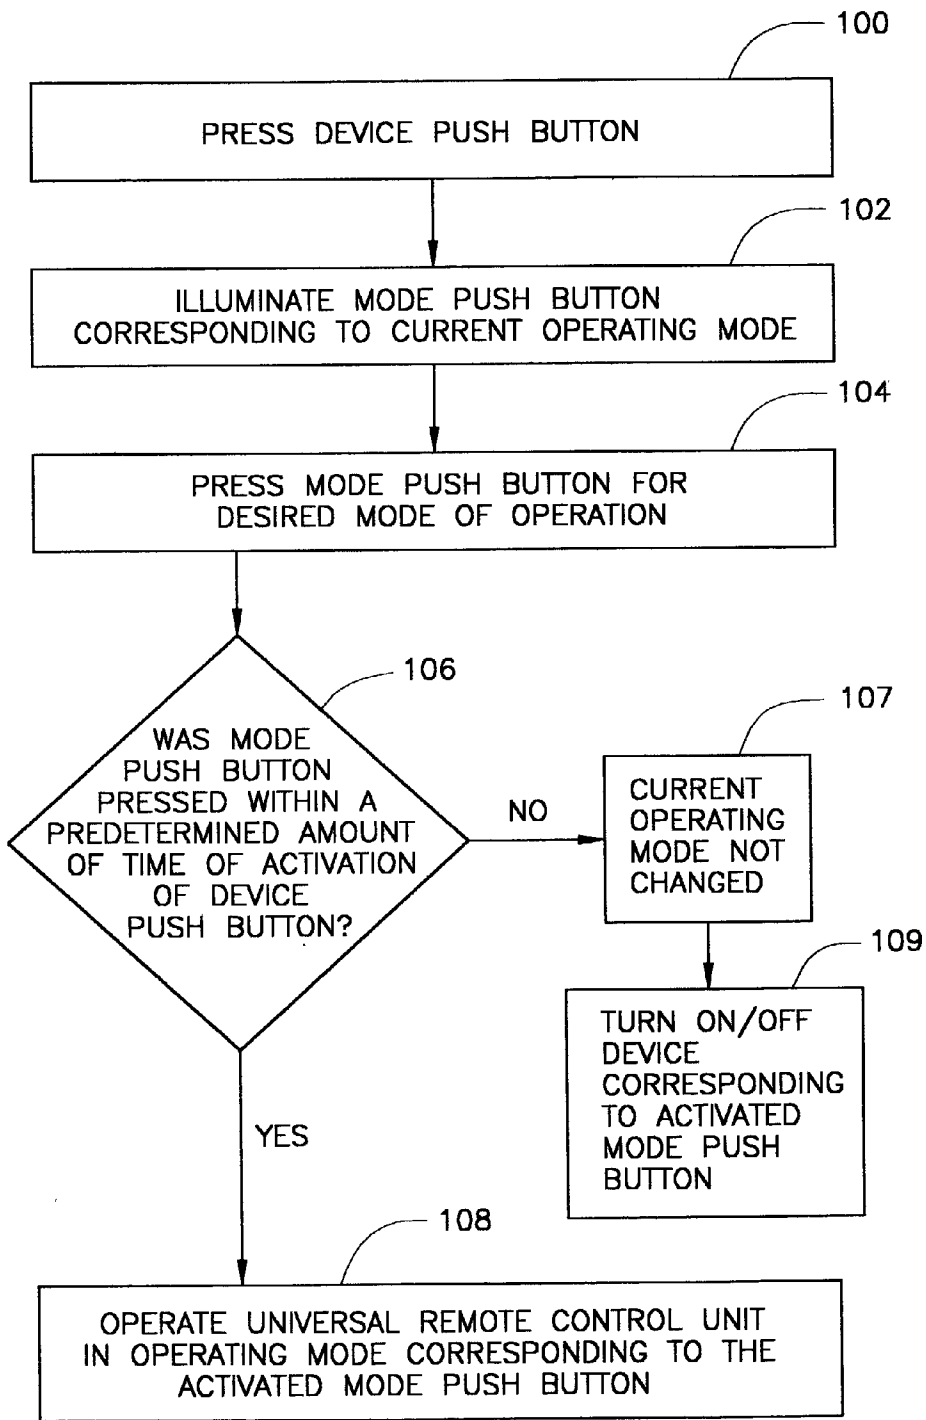 100
PRESS DEVICE PUSH BUTTON
102
ILLUMINATE MODE PUSH BUTTON
CORRESPONDING TO CURRENT OPERATING MODE
104
PRESS MODE PUSH BUTTON FOR
DESIRED MODE OF OPERATION
106
WAS MODE
PUSH BUTTON
PRESSED WITHIN A
PREDETERMINED AMOUNT
OF TIME OF ACTIVATION
OF DEVICE
PUSH BUTTON?
NO
107
CURRENT
OPERATING
MODE NOT
CHANGED
109
TURN ON/OFF
DEVICE
CORRESPONDING
TO ACTIVATED
MODE PUSH
BUTTON
YES
108
OPERATE UNIVERSAL REMOTE CONTROL UNIT
IN OPERATING MODE CORRESPONDING TO THE
ACTIVATED MODE PUSH BUTTON